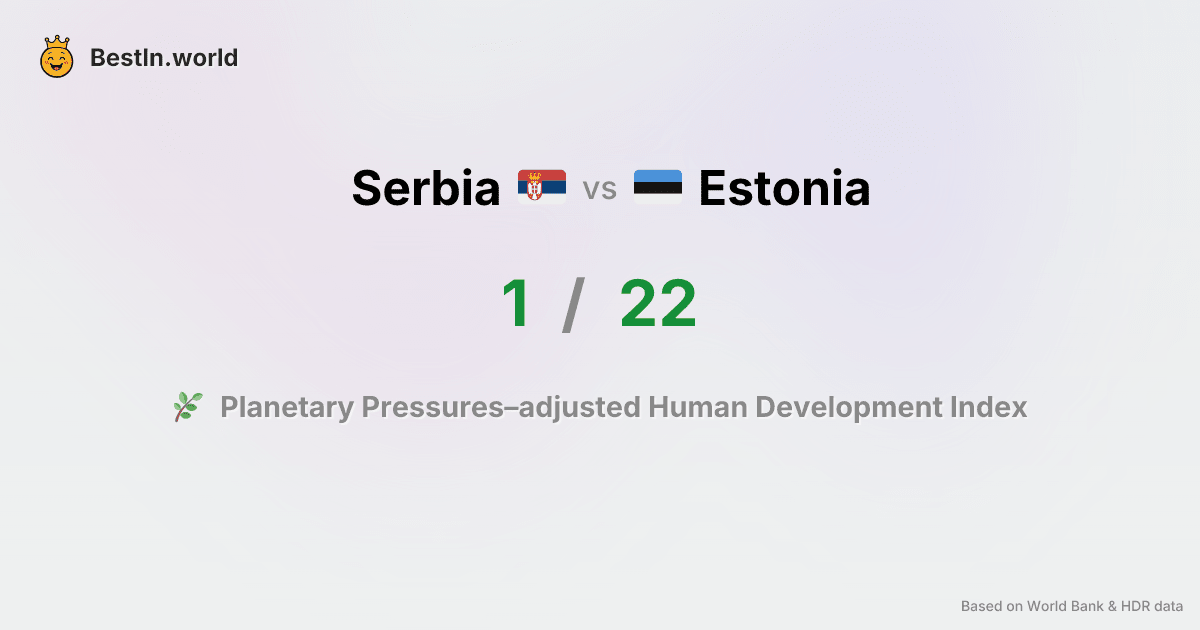 BestIn.world
Serbia vs Estonia
1 / 22
Planetary Pressures–adjusted Human Development Index
Based on World Bank & HDR data